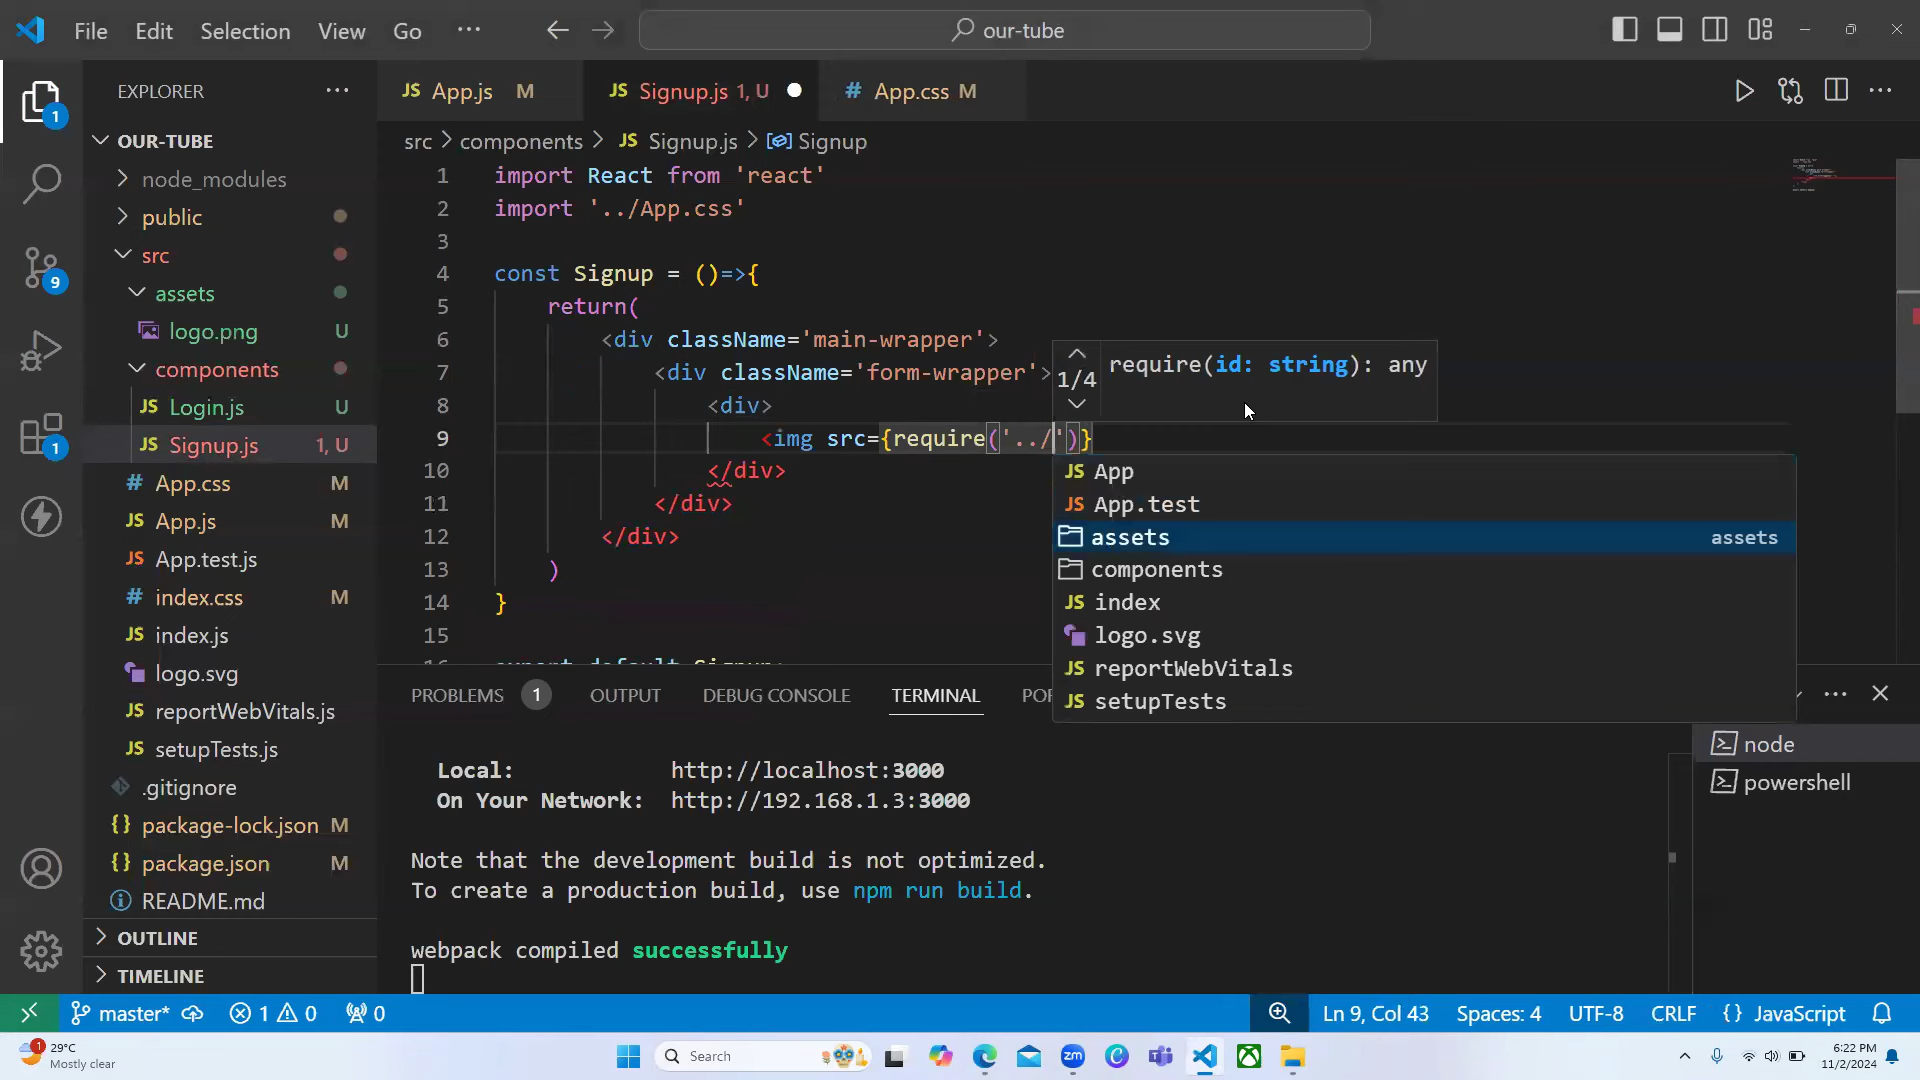 File Edit Selection View Go ··· our-tube
EXPLORER ···
OUR-TUBE
node_modules
public
src
assets
logo.png U
components
Login.js U
Signup.js 1, U
App.css M
App.js M
App.test.js
index.css M
index.js
logo.svg
reportWebVitals.js
setupTests.js
.gitignore
package-lock.json M
package.json M
README.md
OUTLINE
TIMELINE
1
9
1
JS App.js M JS Signup.js 1, U # App.css M
src > components > JS Signup.js > Signup
1 import React from 'react'
2 import '../App.css'
3
4 const Signup = ()=>{
5 return(
6 <div className='main-wrapper'>
7 <div className='form-wrapper'>
8 <div>
9 <img src={require('../')}
10 </div>
11 </div>
12 </div>
13 )
14 }
15
16 export default Signup;
1/4 require(id: string): any
JS App
JS App.test
assets assets
components
JS index
logo.svg
JS reportWebVitals
JS setupTests
PROBLEMS 1 OUTPUT DEBUG CONSOLE TERMINAL
Local: http://localhost:3000
On Your Network: http://192.168.1.3:3000
Note that the development build is not optimized.
To create a production build, use npm run build.
webpack compiled successfully
node
powershell
master* 1 0 0 Ln 9, Col 43 Spaces: 4 UTF-8 CRLF {} JavaScript
29°C
Mostly clear
1
Search
zm
6:22 PM
11/2/2024